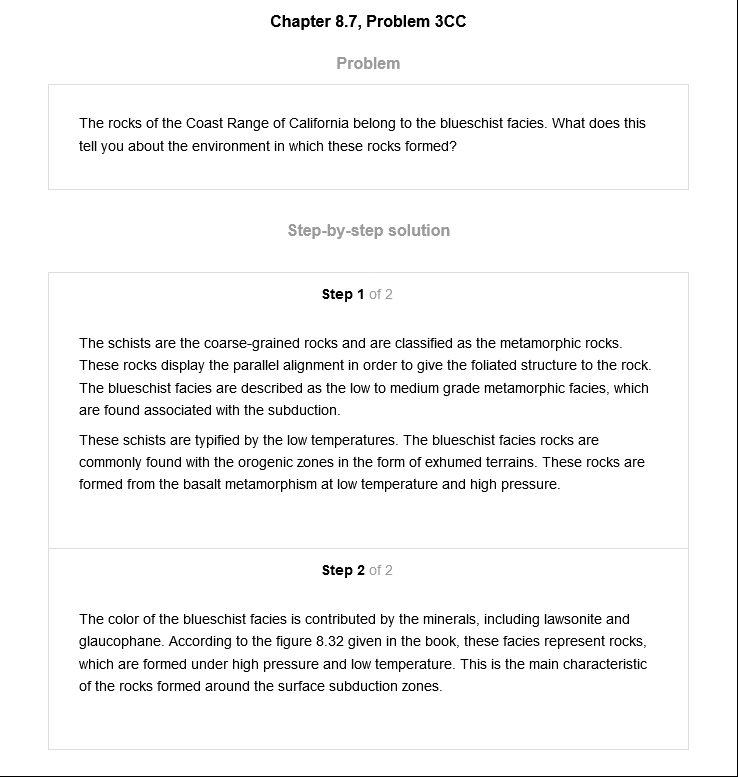 Chapter 8.7, Problem 3CC
Problem
The rocks of the Coast Range of California belong to the blueschist facies. What does this
tell you about the environment in which these rocks formed?
Step-by-step solution
Step 1 of 2
The schists are the coarse-grained rocks and are classified as the metamorphic rocks.
These rocks display the parallel alignment in order to give the foliated structure to the rock.
The blueschist facies are described as the low to medium grade metamorphic facies, which
are found associated with the subduction.
These schists are typified by the low temperatures. The blueschist facies rocks are
commonly found with the orogenic zones in the form of exhumed terrains. These rocks are
formed from the basalt metamorphism at low temperature and high pressure.
Step 2 of 2
The color of the blueschist facies is contributed by the minerals, including lawsonite and
glaucophane. According to the figure 8.32 given in the book, these facies represent rocks,
which are formed under high pressure and low temperature. This is the main characteristic
of the rocks formed around the surface subduction zones.